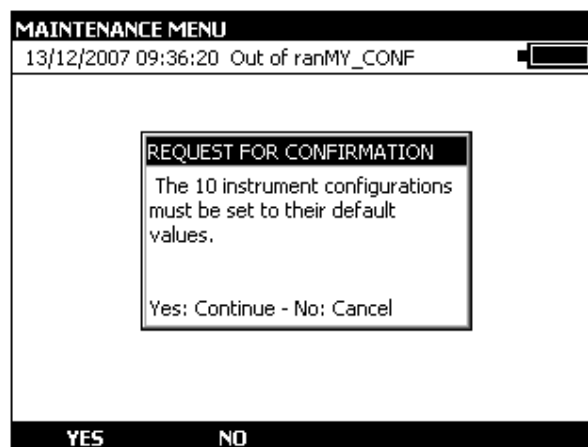 MAINTENANCE MENU
13/12/2007 09:36:20 Out of ranMY_CONF
REQUEST FOR CONFIRMATION
The 10 instrument configurations
must be set to their default
values.
Yes: Continue - No: Cancel
YES NO